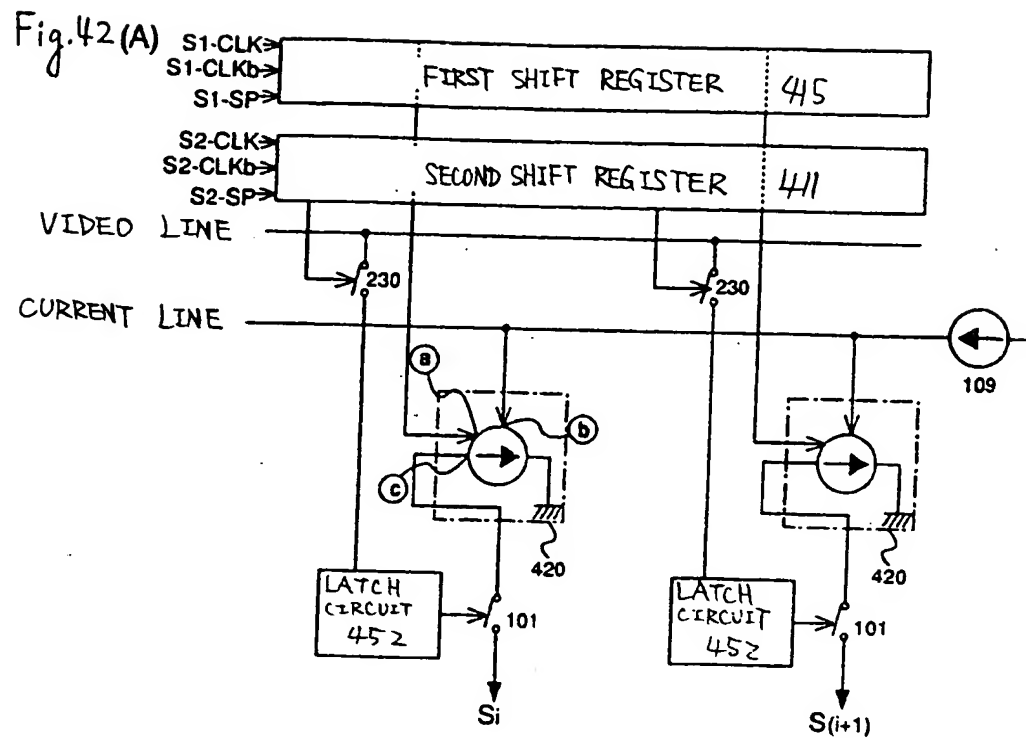 Fig.42(A)
S1-CLK
S1-CLKb
S1-SP
FIRST SHIFT REGISTER 415
S2-CLK
S2-CLKb
S2-SP
SECOND SHIFT REGISTER 411
VIDEO LINE
230
230
CURRENT LINE
109
a
b
c
420
420
LATCH
CIRCUIT
452
101
LATCH
CIRCUIT
452
101
Si
S(i+1)